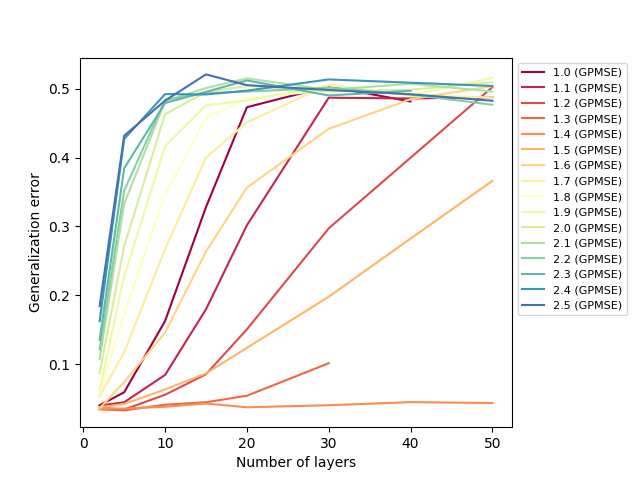 0.5
0.4
0.3
0.2
0.1
Generalization error
0
10
20
30
40
50
Number of layers
1.0 (GPMSE)
1.1 (GPMSE)
1.2 (GPMSE)
1.3 (GPMSE)
1.4 (GPMSE)
1.5 (GPMSE)
1.6 (GPMSE)
1.7 (GPMSE)
1.8 (GPMSE)
1.9 (GPMSE)
2.0 (GPMSE)
2.1 (GPMSE)
2.2 (GPMSE)
2.3 (GPMSE)
2.4 (GPMSE)
2.5 (GPMSE)